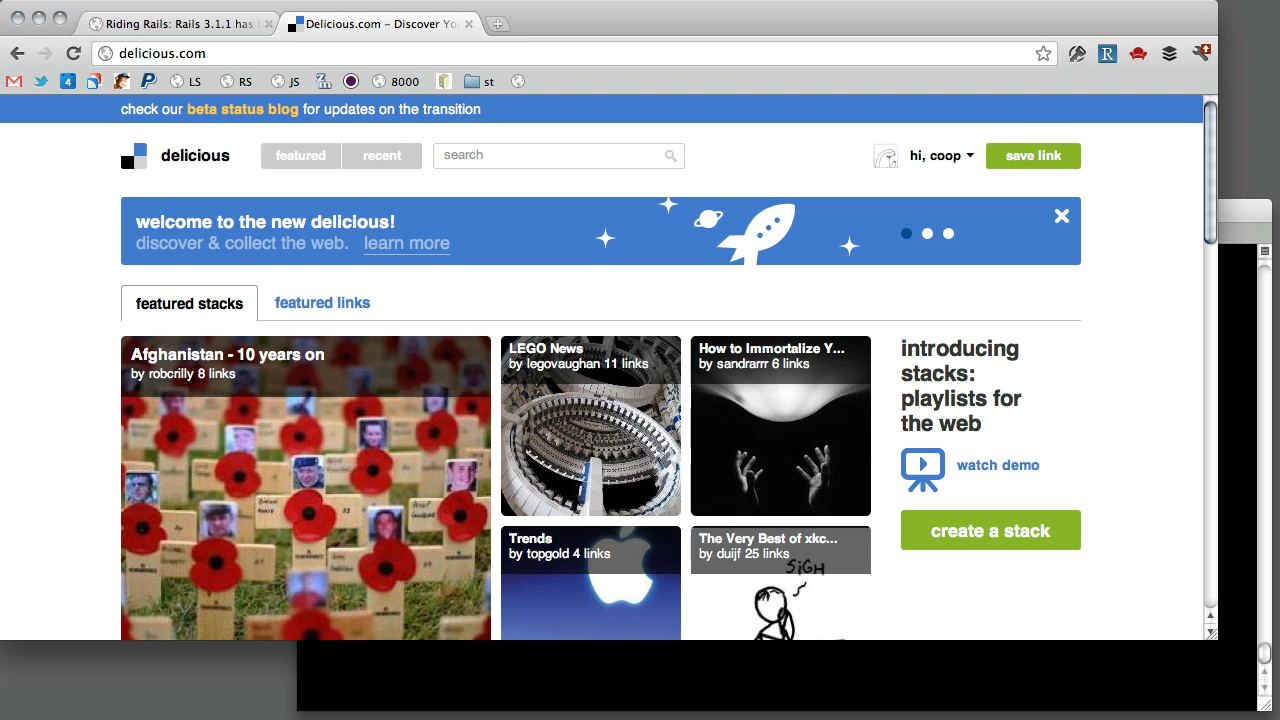 Riding Rails: Rails 3.1.1 has
Delicious.com – Discover Yo
delicious.com
4
LS
RS
JS
8000
st
check our beta status blog for updates on the transition
delicious
featured
recent
search
hi, coop
save link
welcome to the new delicious!
discover & collect the web. learn more
featured stacks
featured links
Afghanistan - 10 years on
by robcrilly 8 links
LEGO News
by legovaughan 11 links
How to Immortalize Y...
by sandrarrr 6 links
introducing
stacks:
playlists for
the web
watch demo
create a stack
Trends
by topgold 4 links
The Very Best of xkc...
by duijf 25 links
SIGH